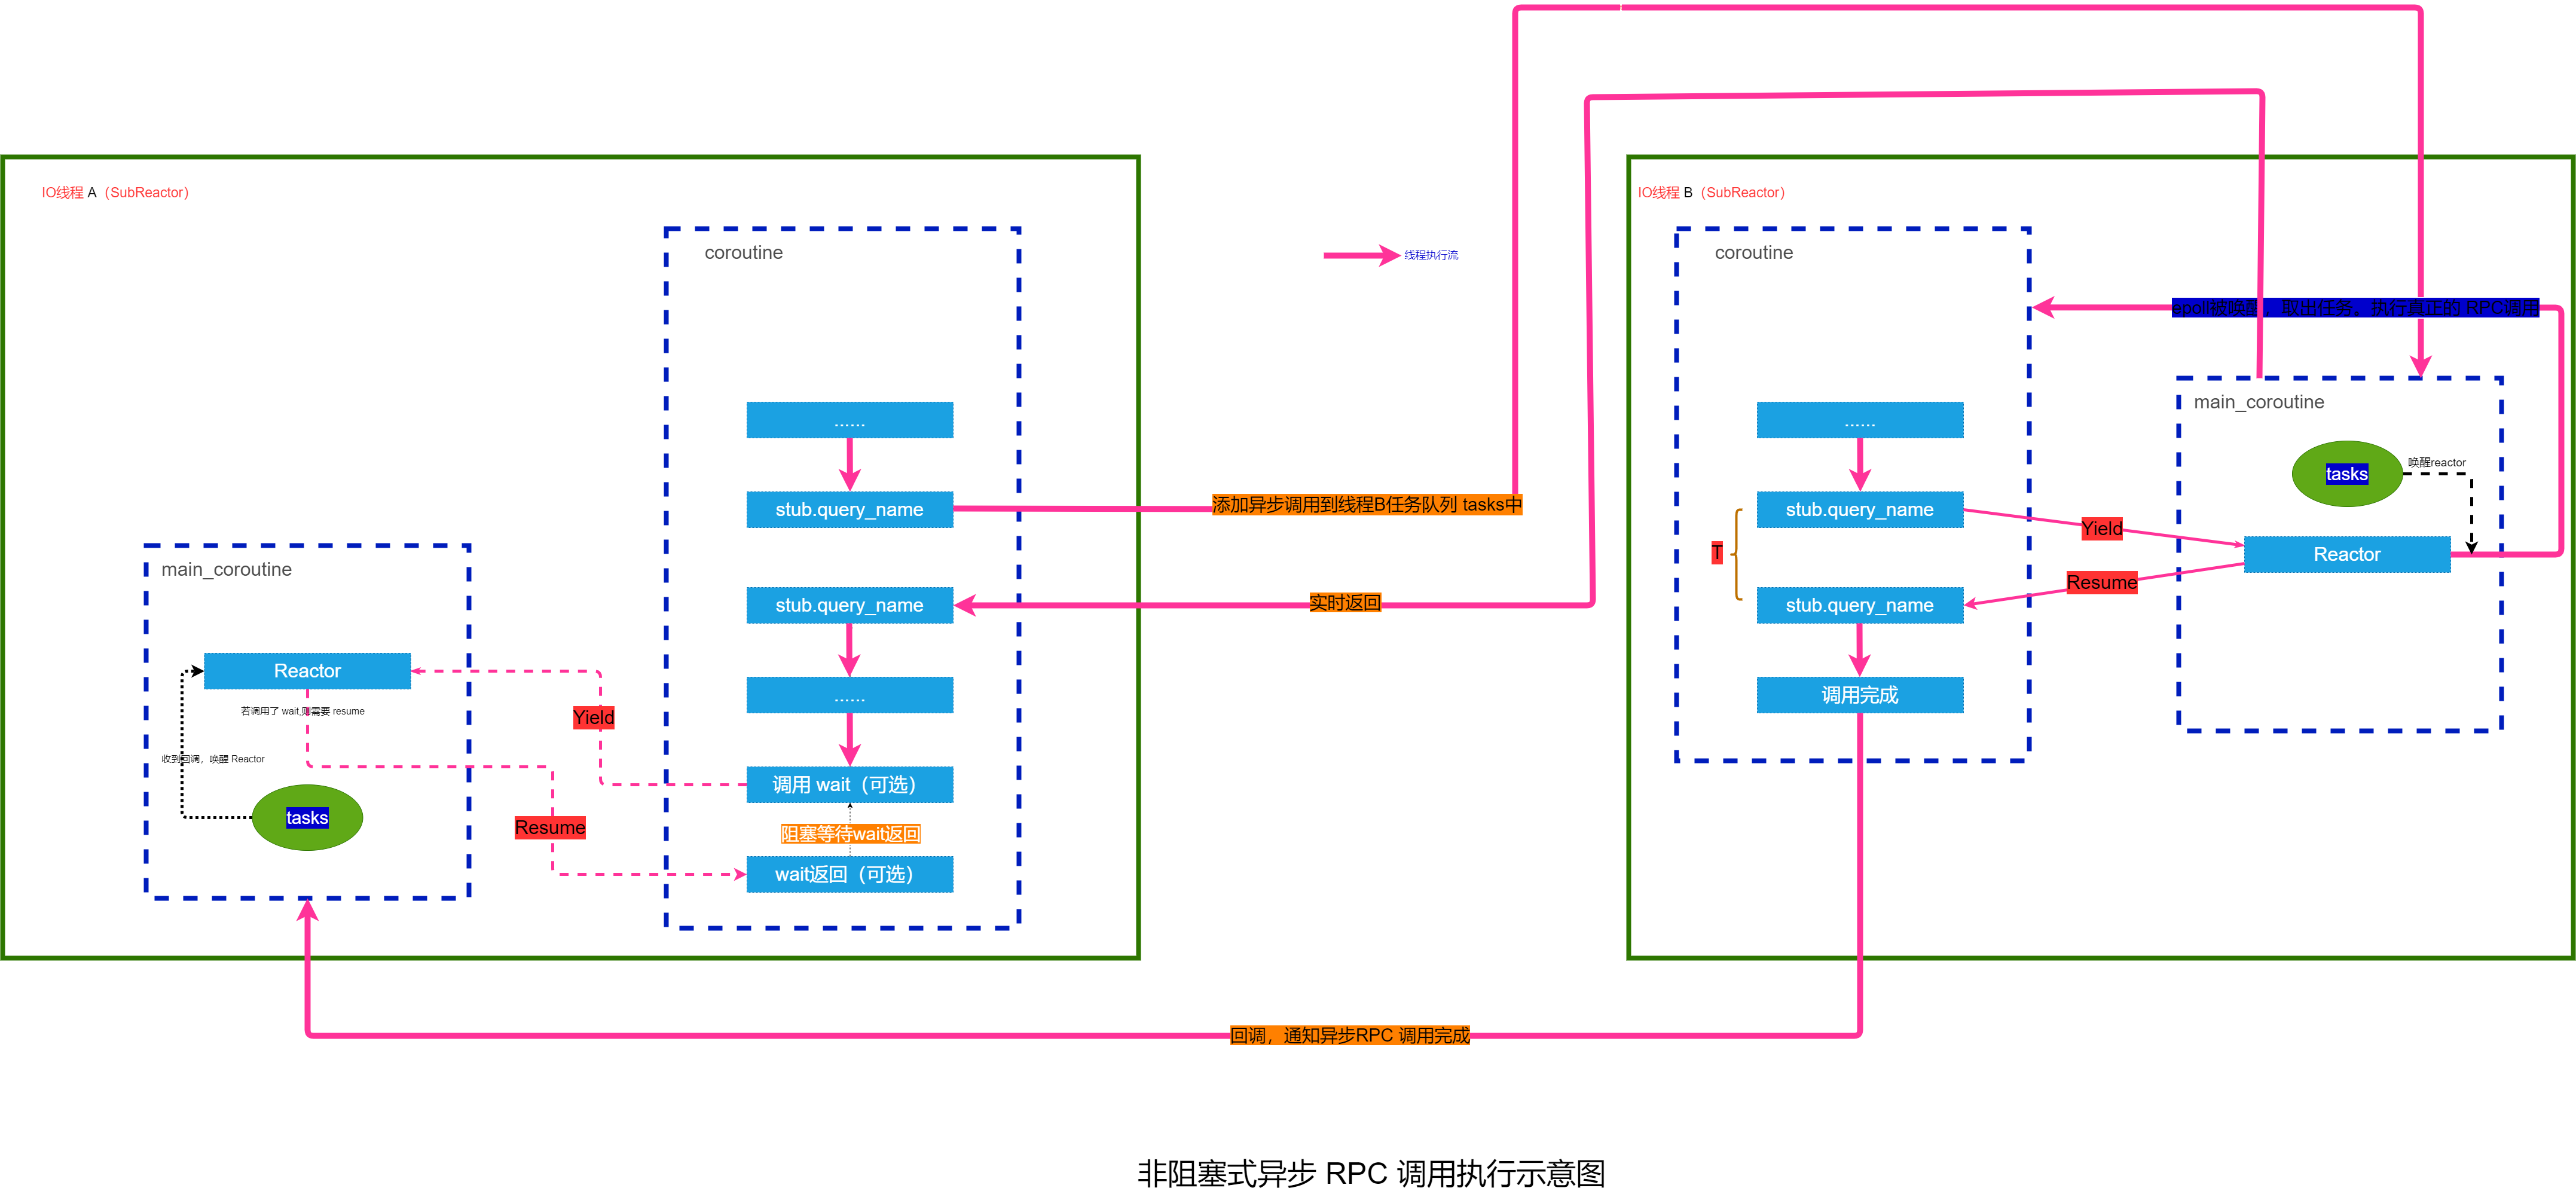 IO线程 A（SubReactor）
coroutine
......
stub.query_name
stub.query_name
......
调用 wait（可选）
阻塞等待wait返回
wait返回（可选）
main_coroutine
Reactor
若调用了 wait,则需要 resume
收到回调，唤醒 Reactor
tasks
Yield
Resume
线程执行流
添加异步调用到线程B任务队列 tasks中
实时返回
IO线程 B（SubReactor）
coroutine
......
stub.query_name
T
stub.query_name
调用完成
Yield
Resume
epoll被唤醒，取出任务。执行真正的 RPC调用
main_coroutine
tasks
唤醒reactor
Reactor
回调，通知异步RPC 调用完成
非阻塞式异步 RPC 调用执行示意图